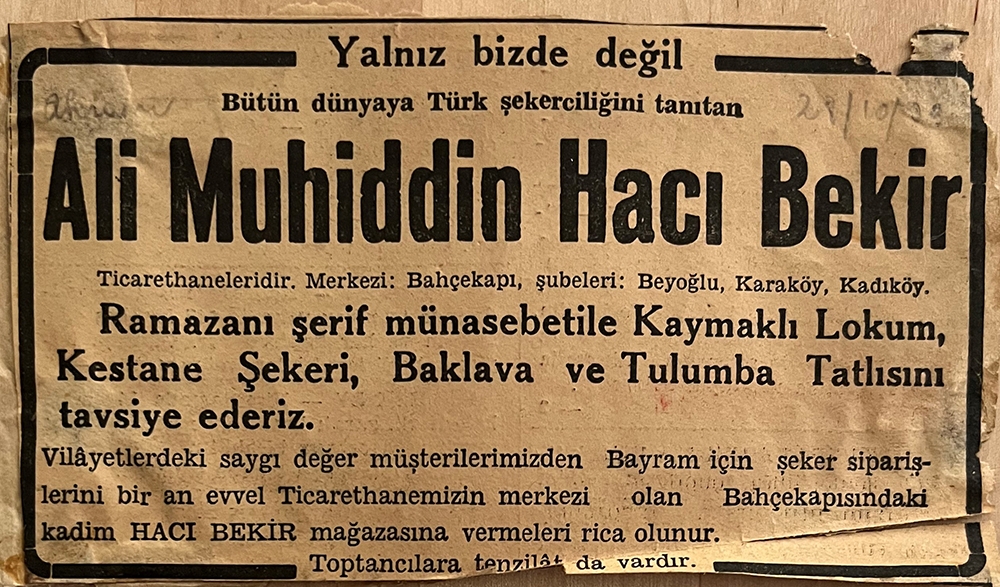 Yalnız bizde değil
Bütün dünyaya Türk şekerciliğini tanıtan
Ali Muhiddin Hacı Bekir
Ticarethaneleridir. Merkezi: Bahçekapı, şubeleri: Beyoğlu, Karaköy, Kadıköy.
Ramazanı şerif münasebetile Kaymaklı Lokum,
Kestane Şekeri, Baklava ve Tulumba Tatlısını
tavsiye ederiz.
Vilâyetlerdeki saygı değer müşterilerimizden Bayram için şeker sipariş-
lerini bir an evvel Ticarethanemizin merkezi olan Bahçekapısındaki
kadim HACI BEKİR mağazasına vermeleri rica olunur.
Toptancılara tenzilât da vardır.